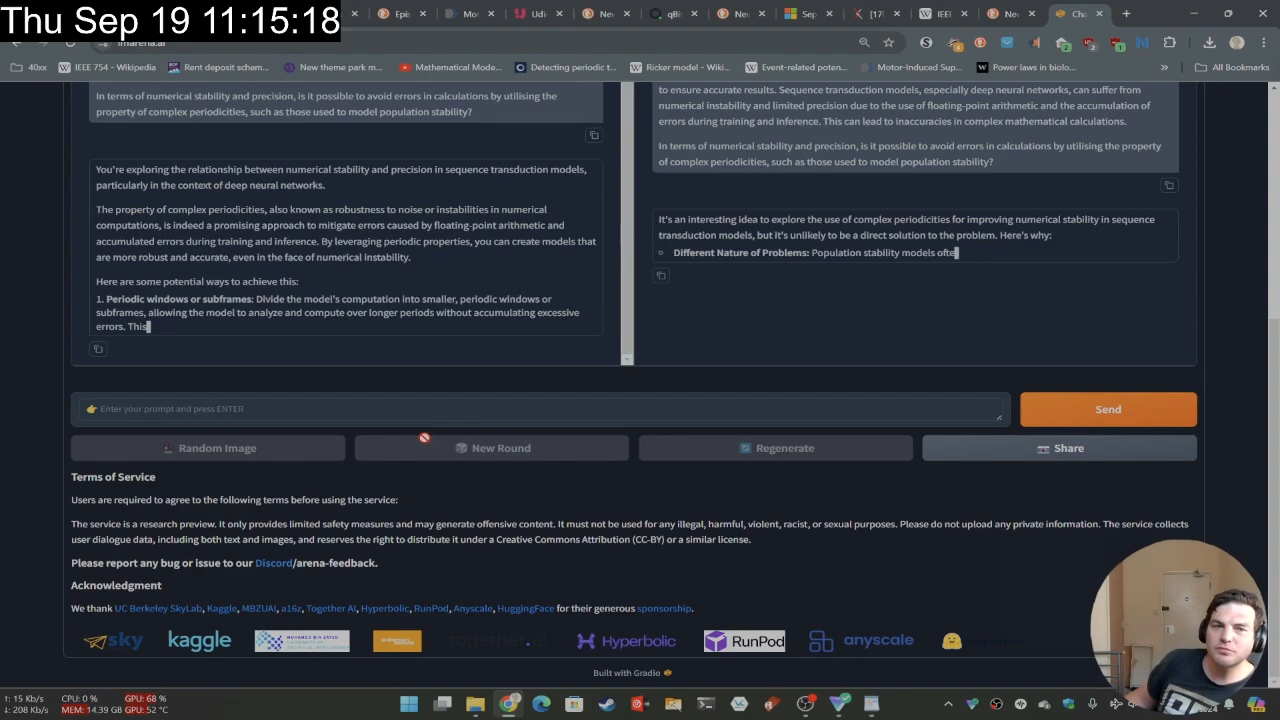 Thu Sep 19 11:15:18
Epis
Mo
Udi
New
qBit
New
Sep
[17(
IEEE
New
Cha
lmarena.ai
40xx
IEEE 754 - Wikipedia
Rent deposit schem...
New theme park m...
Mathematical Mode...
Detecting periodic t...
Ricker model - Wiki...
Event-related poten...
Motor-Induced Sup...
Power laws in biolo...
All Bookmarks
In terms of numerical stability and precision, is it possible to avoid errors in calculations by utilising the
property of complex periodicities, such as those used to model population stability?
You're exploring the relationship between numerical stability and precision in sequence transduction models,
particularly in the context of deep neural networks.
The property of complex periodicities, also known as robustness to noise or instabilities in numerical
computations, is indeed a promising approach to mitigate errors caused by floating-point arithmetic and
accumulated errors during training and inference. By leveraging periodic properties, you can create models that
are more robust and accurate, even in the face of numerical instability.
Here are some potential ways to achieve this:
1. Periodic windows or subframes: Divide the model's computation into smaller, periodic windows or
subframes, allowing the model to analyze and compute over longer periods without accumulating excessive
errors. This
to ensure accurate results. Sequence transduction models, especially deep neural networks, can suffer from
numerical instability and limited precision due to the use of floating-point arithmetic and the accumulation of
errors during training and inference. This can lead to inaccuracies in complex mathematical calculations.
In terms of numerical stability and precision, is it possible to avoid errors in calculations by utilising the property
of complex periodicities, such as those used to model population stability?
It's an interesting idea to explore the use of complex periodicities for improving numerical stability in sequence
transduction models, but it's unlikely to be a direct solution to the problem. Here's why:
Different Nature of Problems: Population stability models ofte
Enter your prompt and press ENTER
Send
Random Image
New Round
Regenerate
Share
Terms of Service
Users are required to agree to the following terms before using the service:
The service is a research preview. It only provides limited safety measures and may generate offensive content. It must not be used for any illegal, harmful, violent, racist, or sexual purposes. Please do not upload any private information. The service collects
user dialogue data, including both text and images, and reserves the right to distribute it under a Creative Commons Attribution (CC-BY) or a similar license.
Please report any bug or issue to our Discord/arena-feedback.
Acknowledgment
We thank UC Berkeley SkyLab, Kaggle, MBZUAI, a16z, Together AI, Hyperbolic, RunPod, Anyscale, HuggingFace for their generous sponsorship.
sky
kaggle
together.ai
Hyperbolic
RunPod
anyscale
Built with Gradio
↑: 15 Kb/s
↓: 208 Kb/s
CPU: 0 %
MEM: 14.39 GB
GPU: 68 %
GPU: 52 °C